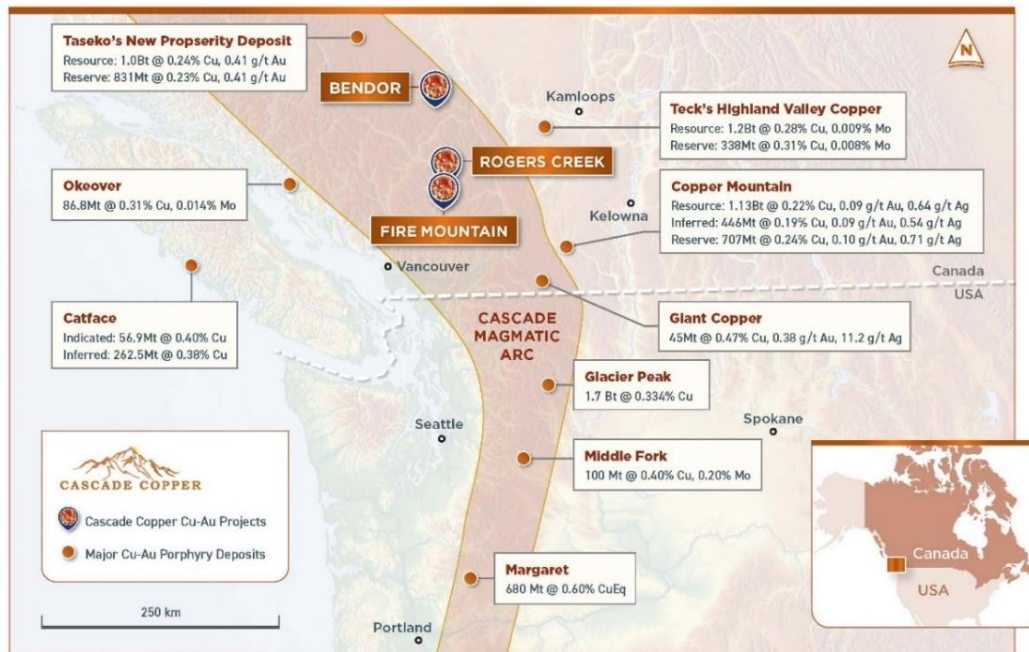 Taseko's New Propserity Deposit
Resource: 1.0Bt @ 0.24% Cu, 0.41 g/t Au
Reserve: 831Mt @ 0.23% Cu, 0.41 g/t Au
BENDOR
N
Kamloops
Teck's Highland Valley Copper
Resource: 1.2Bt @ 0.28% Cu, 0.009% Mo
Reserve: 338Mt @ 0.31% Cu, 0.008% Mo
ROGERS CREEK
Okeover
86.8Mt @ 0.31% Cu, 0.014% Mo
FIRE MOUNTAIN
Kelowna
Copper Mountain
Resource: 1.13Bt @ 0.22% Cu, 0.09 g/t Au, 0.64 g/t Ag
Inferred: 446Mt @ 0.19% Cu, 0.09 g/t Au, 0.54 g/t Ag
Reserve: 707Mt @ 0.24% Cu, 0.10 g/t Au, 0.71 g/t Ag
Vancouver
Canada
USA
Catface
Indicated: 56.9Mt @ 0.40% Cu
Inferred: 262.5Mt @ 0.38% Cu
CASCADE
MAGMATIC
ARC
Giant Copper
45Mt @ 0.47% Cu, 0.38 g/t Au, 11.2 g/t Ag
Glacier Peak
1.7 Bt @ 0.334% Cu
Seattle
Spokane
Middle Fork
100 Mt @ 0.40% Cu, 0.20% Mo
CASCADE COPPER
Cascade Copper Cu-Au Projects
Major Cu-Au Porphyry Deposits
Margaret
680 Mt @ 0.60% CuEq
250 km
Portland
Canada
USA